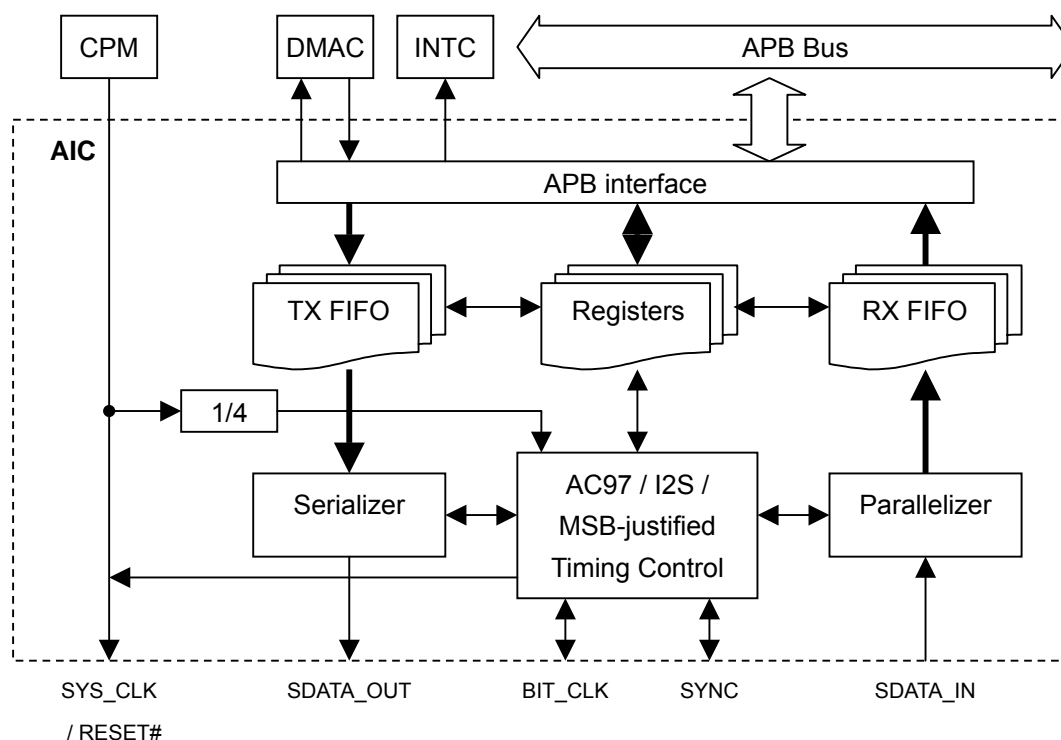 CPM
DMAC
INTC
APB Bus
AIC
APB interface
TX FIFO
Registers
RX FIFO
1/4
Serializer
AC97 / I2S /
MSB-justified
Timing Control
Parallelizer
SYS_CLK
/ RESET#
SDATA_OUT
BIT_CLK
SYNC
SDATA_IN